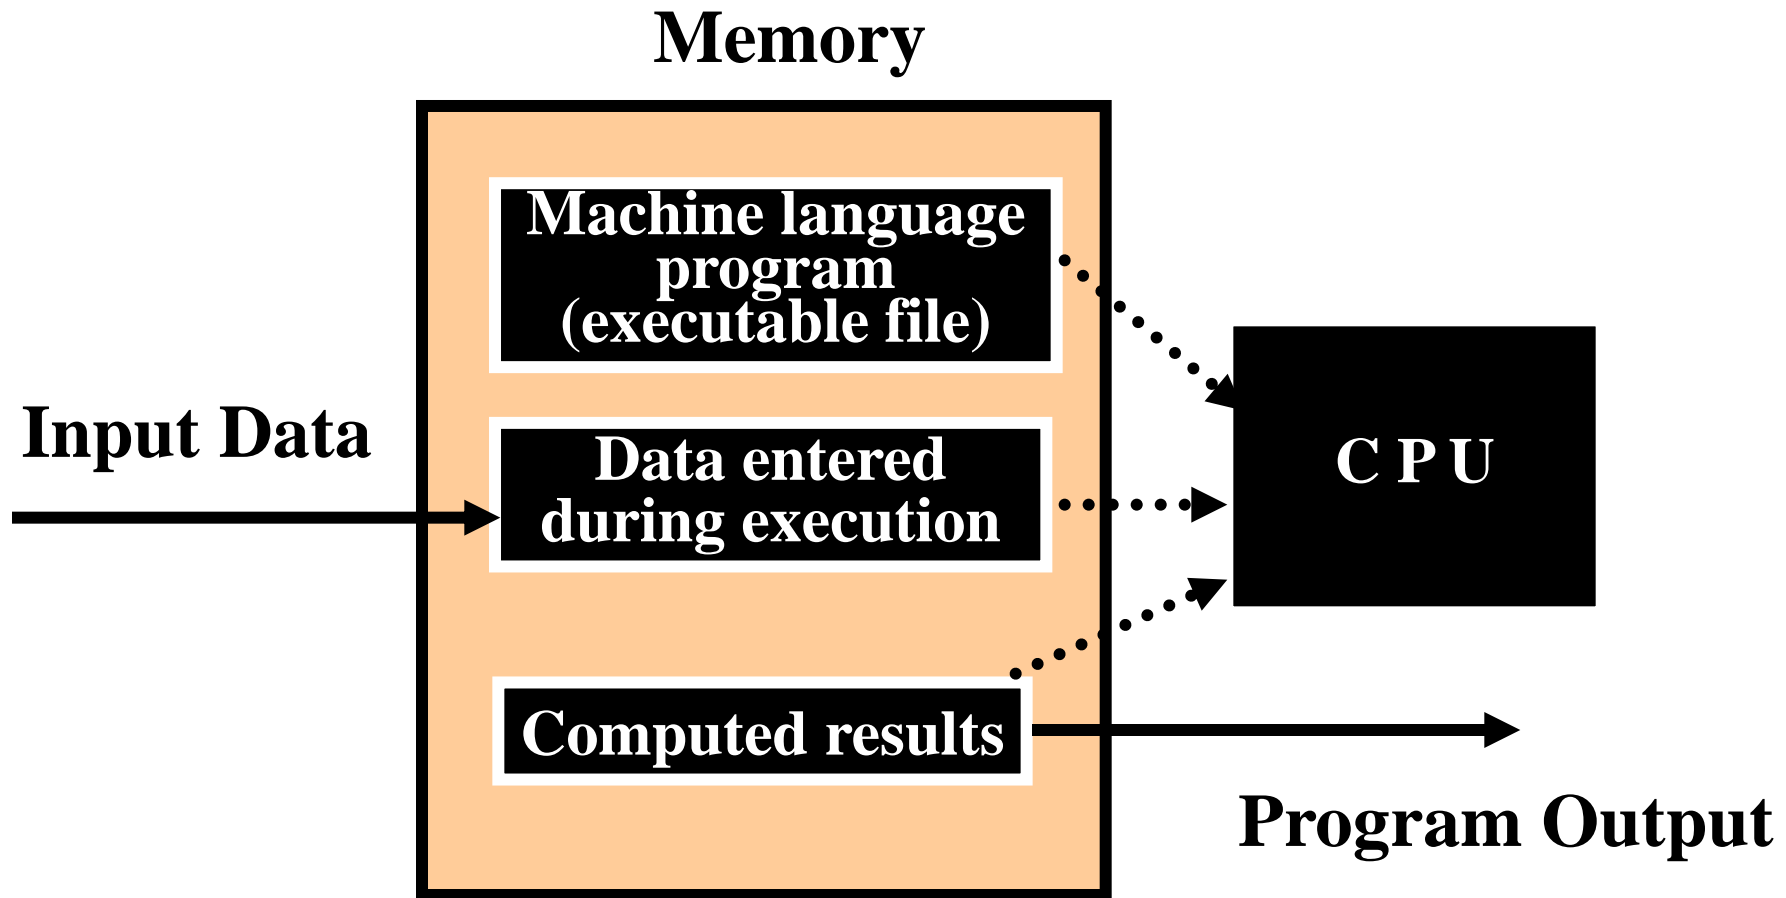 Memory
Machine language
program
(executable file)
Input Data
Data entered
during execution
C P U
Computed results
Program Output